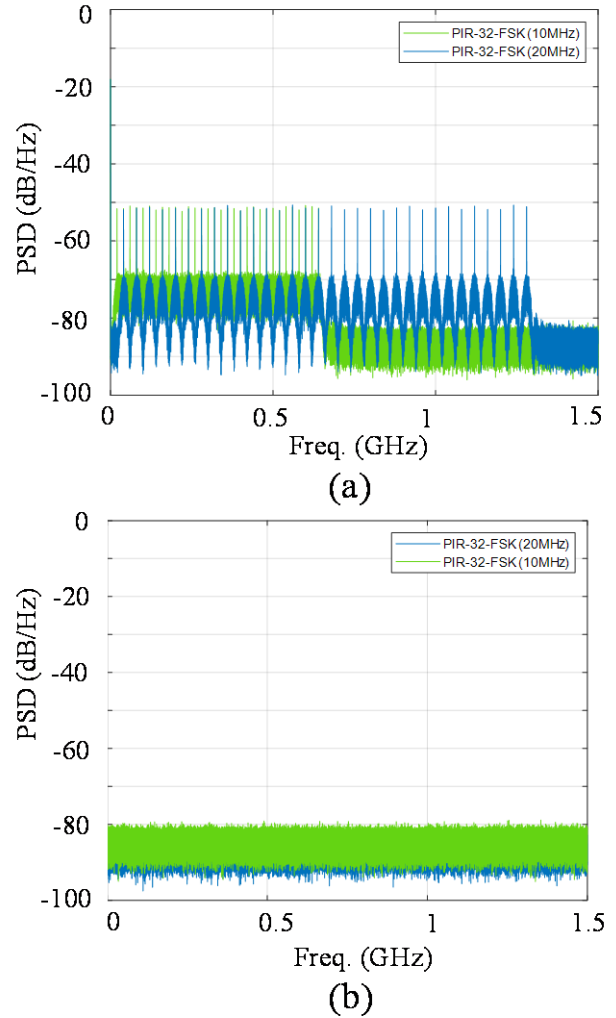 0
-20
-40
-60
-80
-100
PSD (dB/Hz)
PIR-32-FSK(10MHz)
PIR-32-FSK(20MHz)
0
0.5
1
1.5
Freq. (GHz)
(a)
0
-20
-40
-60
-80
-100
PSD (dB/Hz)
PIR-32-FSK(20MHz)
PIR-32-FSK(10MHz)
0
0.5
1
1.5
Freq. (GHz)
(b)